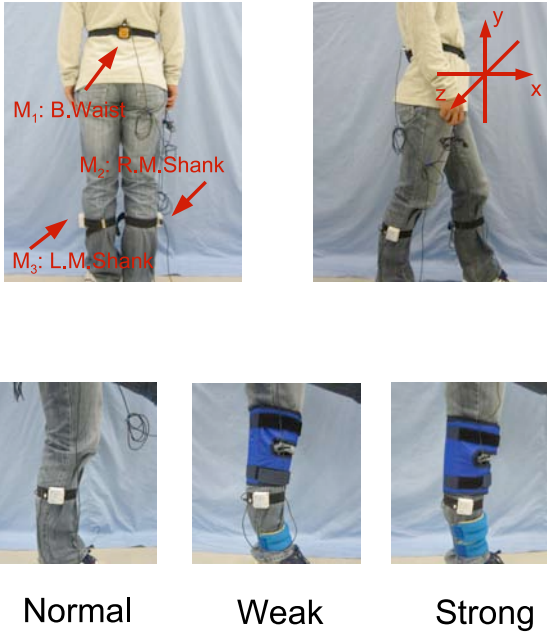 M₁: B.Waist
M₂: R.M.Shank
M₃: L.M.Shank
y
x
z
Normal
Weak
Strong